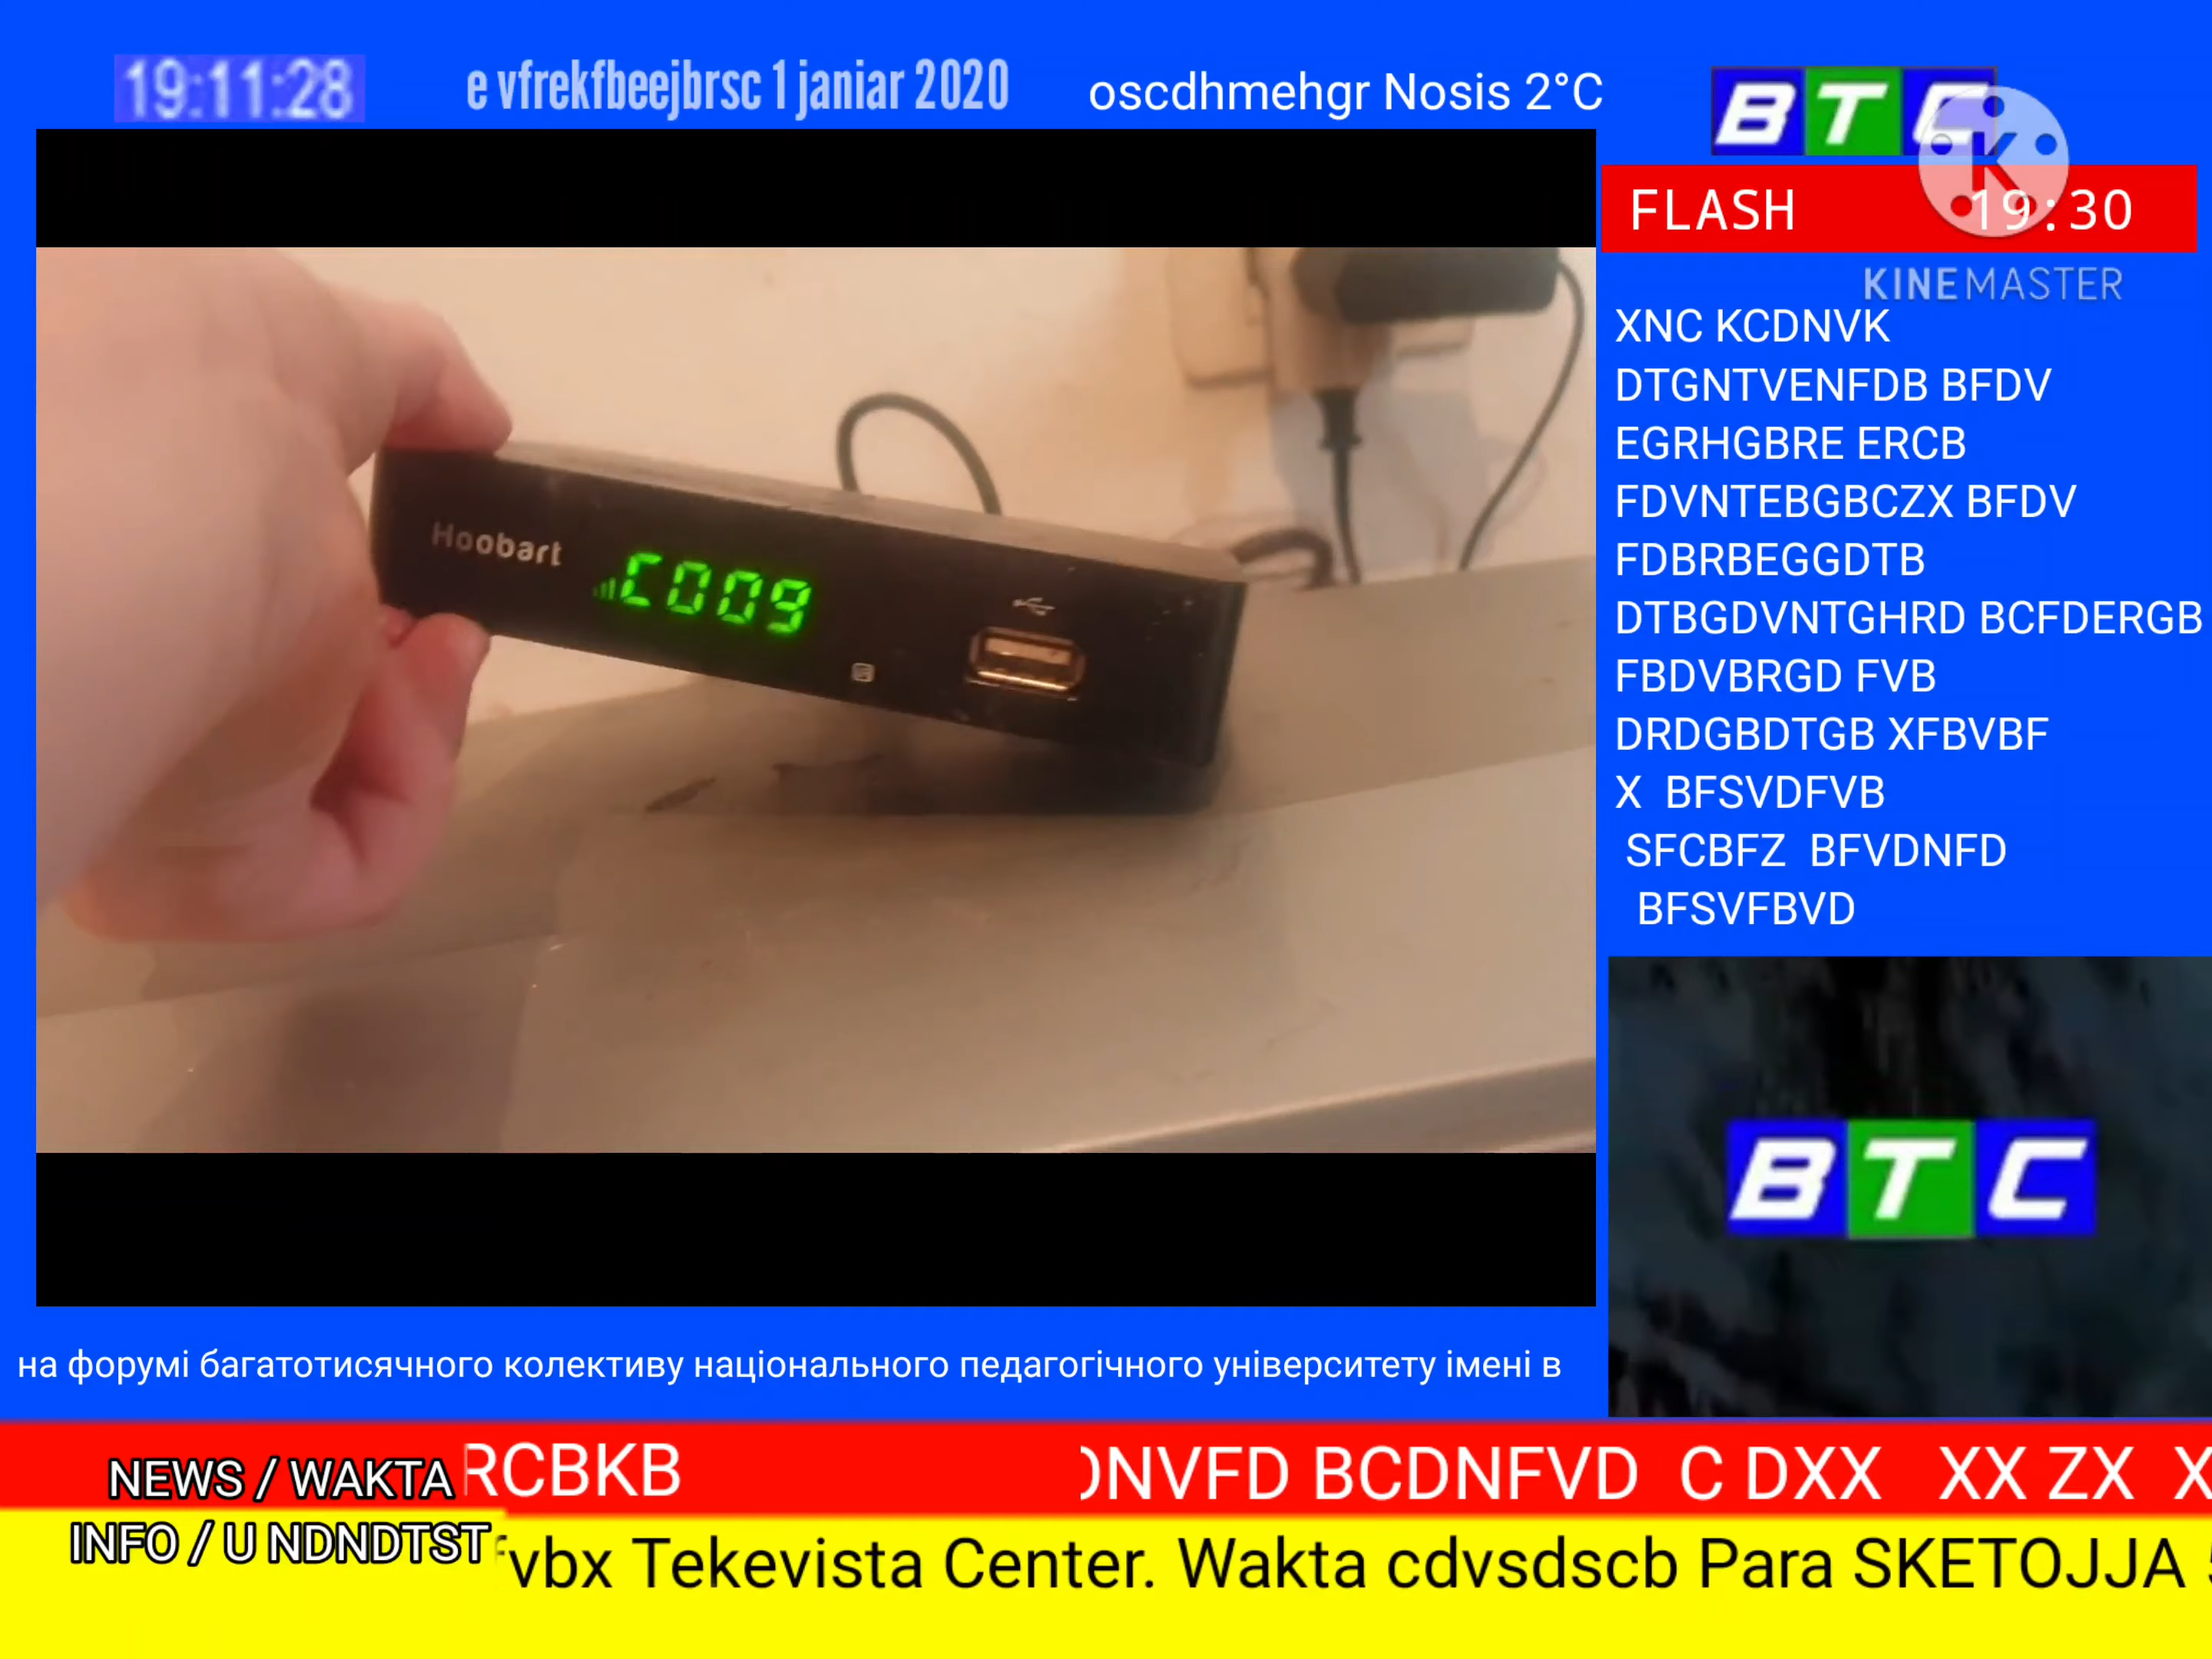 19:11:28
e vfrekfbeejbrsc 1 janiar 2020
oscdhmehgr Nosis 2°C
BTC
K
FLASH 19:30
KINEMASTER
XNC KCDNVK
DTGNTVENFDB BFDV
EGRHGBRE ERCB
FDVNTEBGBCZX BFDV
FDBRBEGGDTB
DTBGDVNTGHRD BCFDERGB
FBDVBRGD FVB
DRDGBDTGB XFBVBF
X BFSVDFVB
SFCBFZ BFVDNFD
BFSVFBVD
Hoobart
C009
BTC
на форумі багатотисячного колективу національного педагогічного університету імені в
NEWS / WAKTA RCBKB NVFD BCDNFVD C DXX XX ZX X
INFO / U NDNDTST vbx Tekevista Center. Wakta cdvsdscb Para SKETOJJA